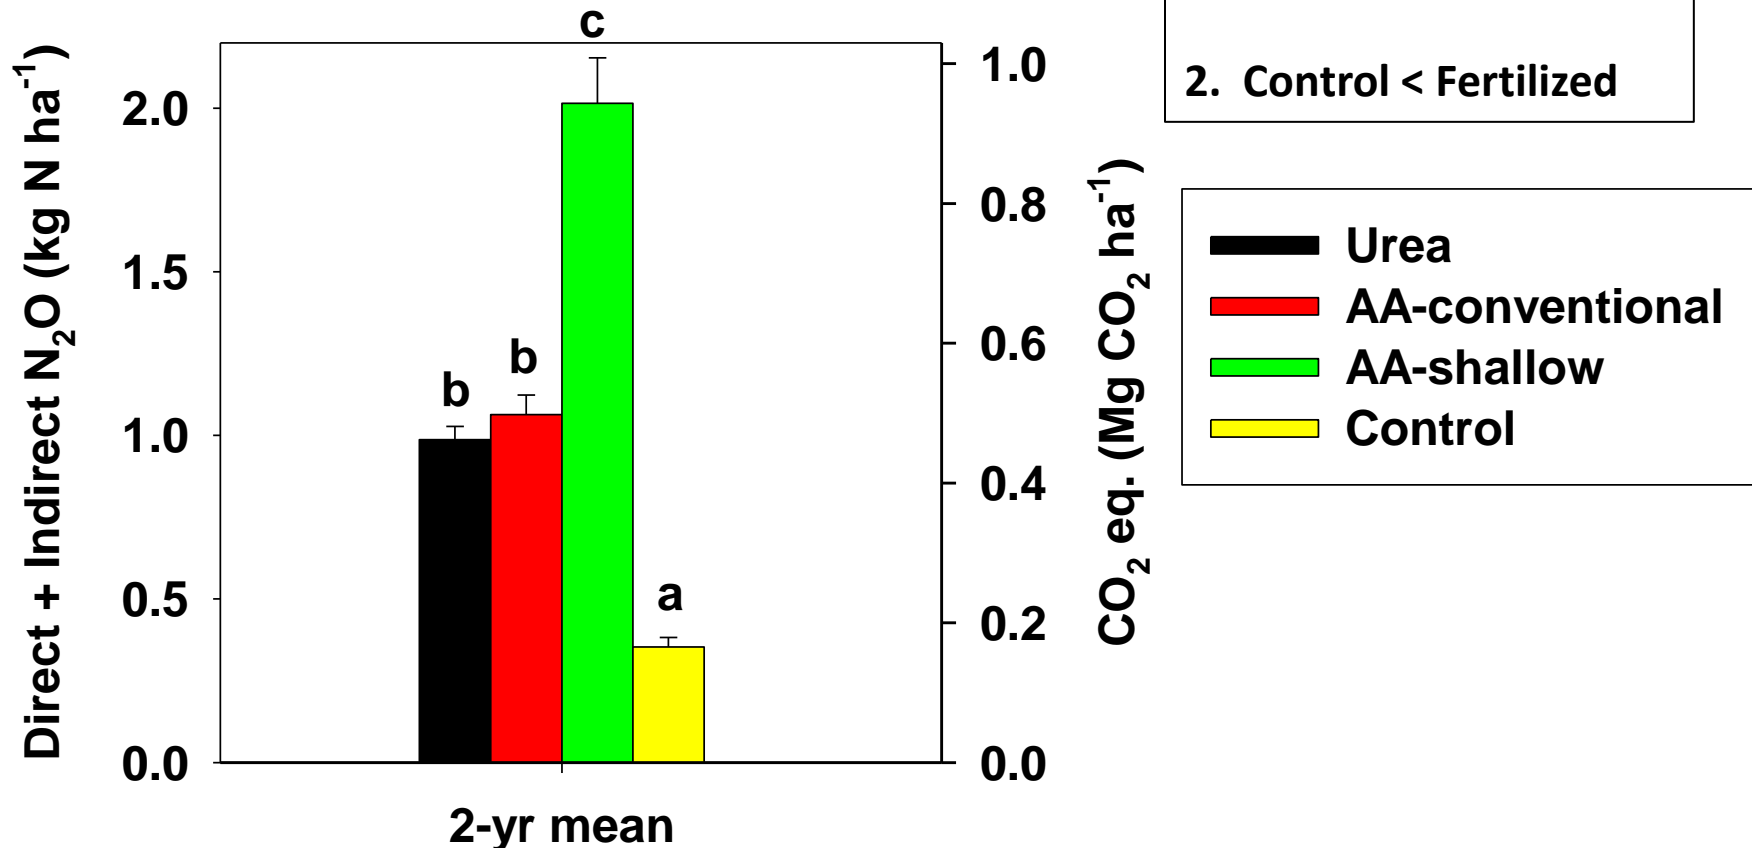 c
2. Control < Fertilized
Direct + Indirect N₂O (kg N ha⁻¹)
2.0
1.5
1.0
0.5
0.0
b
b
a
1.0
0.8
0.6
0.4
0.2
0.0
CO₂ eq. (Mg CO₂ ha⁻¹)
Urea
AA-conventional
AA-shallow
Control
2-yr mean